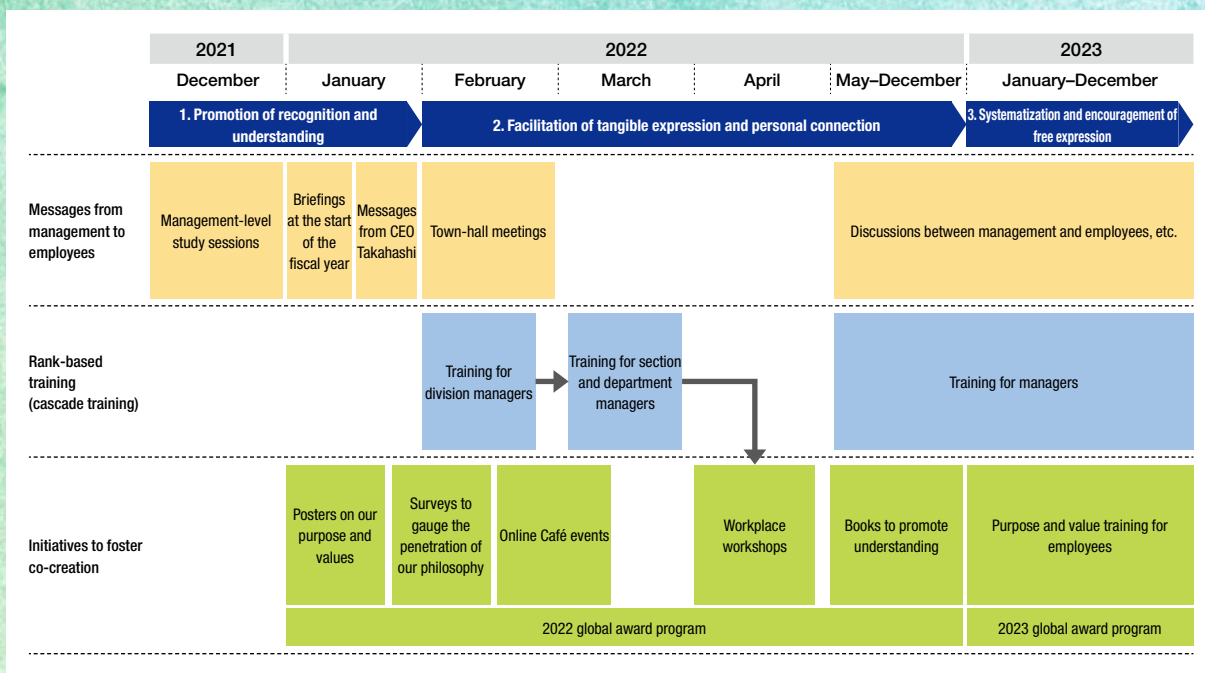 2021
2022
2023
December
January
February
March
April
May–December
January–December
1. Promotion of recognition and
understanding
2. Facilitation of tangible expression and personal connection
3. Systematization and encouragement of
free expression
Messages from
management to
employees
Management-level
study sessions
Briefings
at the start
of the
fiscal year
Messages
from CEO
Takahashi
Town-hall meetings
Discussions between management and employees, etc.
Rank-based
training
(cascade training)
Training for
division managers
Training for section
and department
managers
Training for managers
Initiatives to foster
co-creation
Posters on our
purpose and
values
Surveys to
gauge the
penetration of
our philosophy
Online Café events
Workplace
workshops
Books to promote
understanding
Purpose and value training for
employees
2022 global award program
2023 global award program